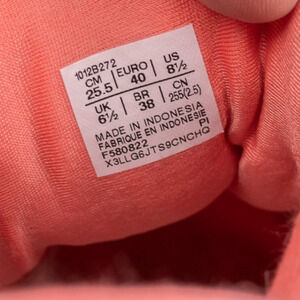 1012B272
CM EURO US
25.5 40 8½
UK BR CN
6½ 38 255(2.5)
MADE IN INDONESIA
FABRIQUE EN INDONESIE
F580822 PI
X3LLG6JTS9CNCHQ